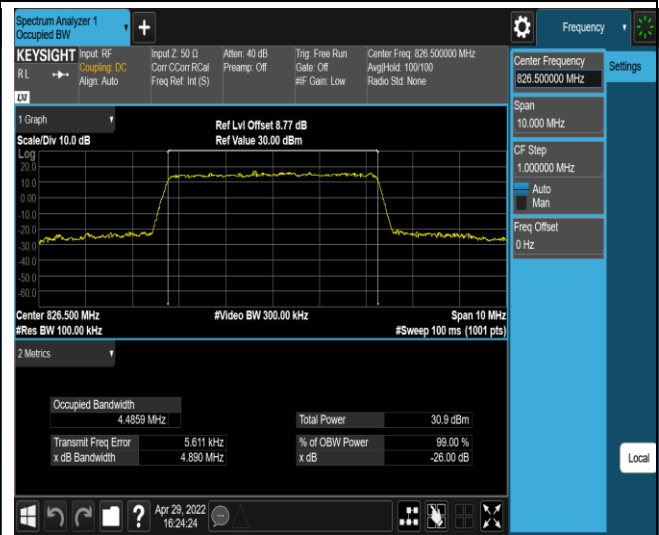 Spectrum Analyzer 1
Occupied BW
+
Frequency
KEYSIGHT
RL
Input: RF
Coupling: DC
Align: Auto
Input Z: 50 Ω
Corr CCorr RCal
Freq Ref: Int (S)
Atten: 40 dB
Preamp: Off
Trig: Free Run
Gate: Off
#IF Gain: Low
Center Freq: 826.500000 MHz
Avg|Hold: 100/100
Radio Std: None
LXI
1 Graph
Scale/Div 10.0 dB
Ref Lvl Offset 8.77 dB
Ref Value 30.00 dBm
Log
20.0
10.0
0.00
-10.0
-20.0
-30.0
-40.0
-50.0
-60.0
Center 826.500 MHz
#Video BW 300.00 kHz
Span 10 MHz
#Res BW 100.00 kHz
#Sweep 100 ms (1001 pts)
2 Metrics
Occupied Bandwidth
4.4859 MHz
Total Power 30.9 dBm
Transmit Freq Error 5.611 kHz
% of OBW Power 99.00 %
x dB Bandwidth 4.890 MHz
x dB -26.00 dB
Center Frequency
826.500000 MHz
Settings
Span
10.000 MHz
CF Step
1.000000 MHz
Auto
Man
Freq Offset
0 Hz
Local
?
Apr 29, 2022
16:24:24